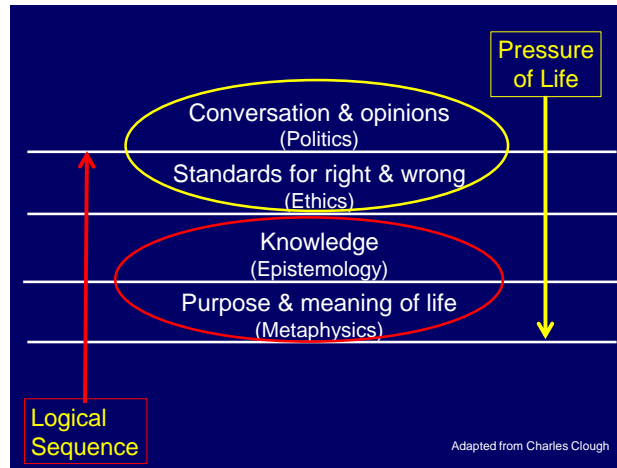 Pressure
of Life
Conversation & opinions
(Politics)
Standards for right & wrong
(Ethics)
Knowledge
(Epistemology)
Purpose & meaning of life
(Metaphysics)
Logical
Sequence
Adapted from Charles Clough